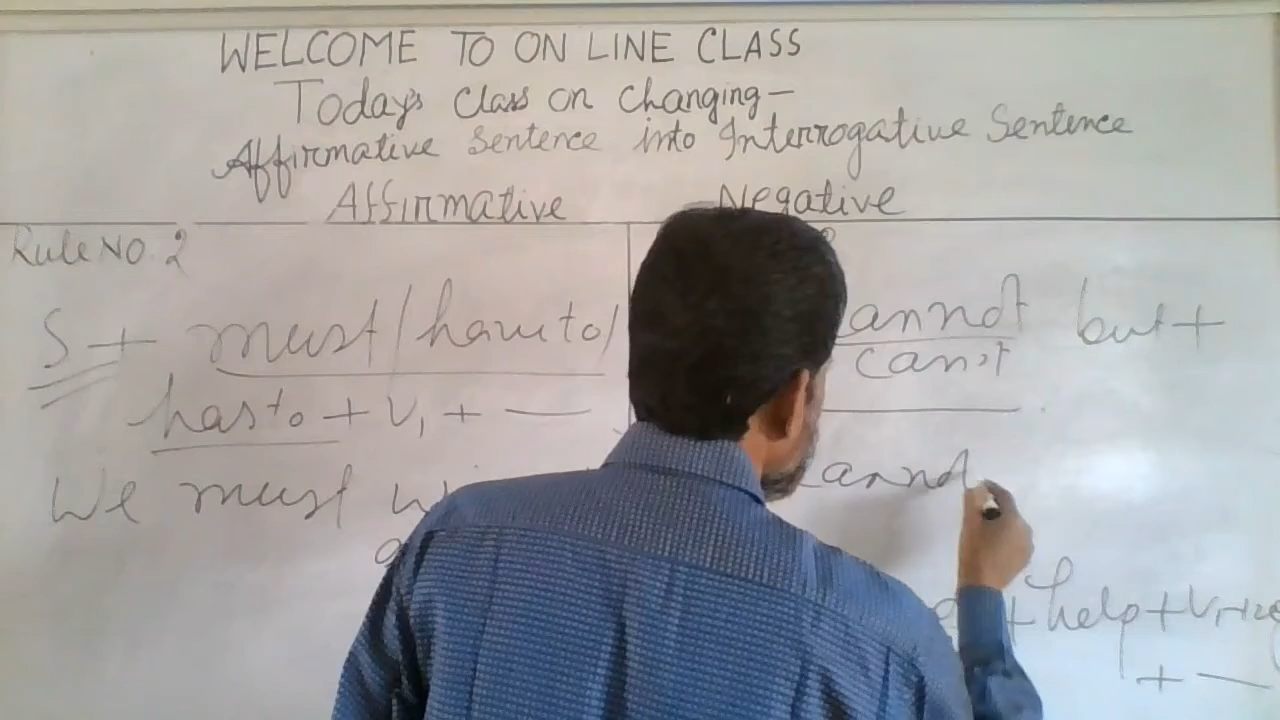 WELCOME TO ON LINE CLASS
Today's Class on Changing-
Affirmative Sentence into Interrogative Sentence
Affirmative Negative
Rule NO. 2
S + must/have to/
has to + V1 + —
We must
cannot but +
can't
cannot
+ help + V1+ing
+ —